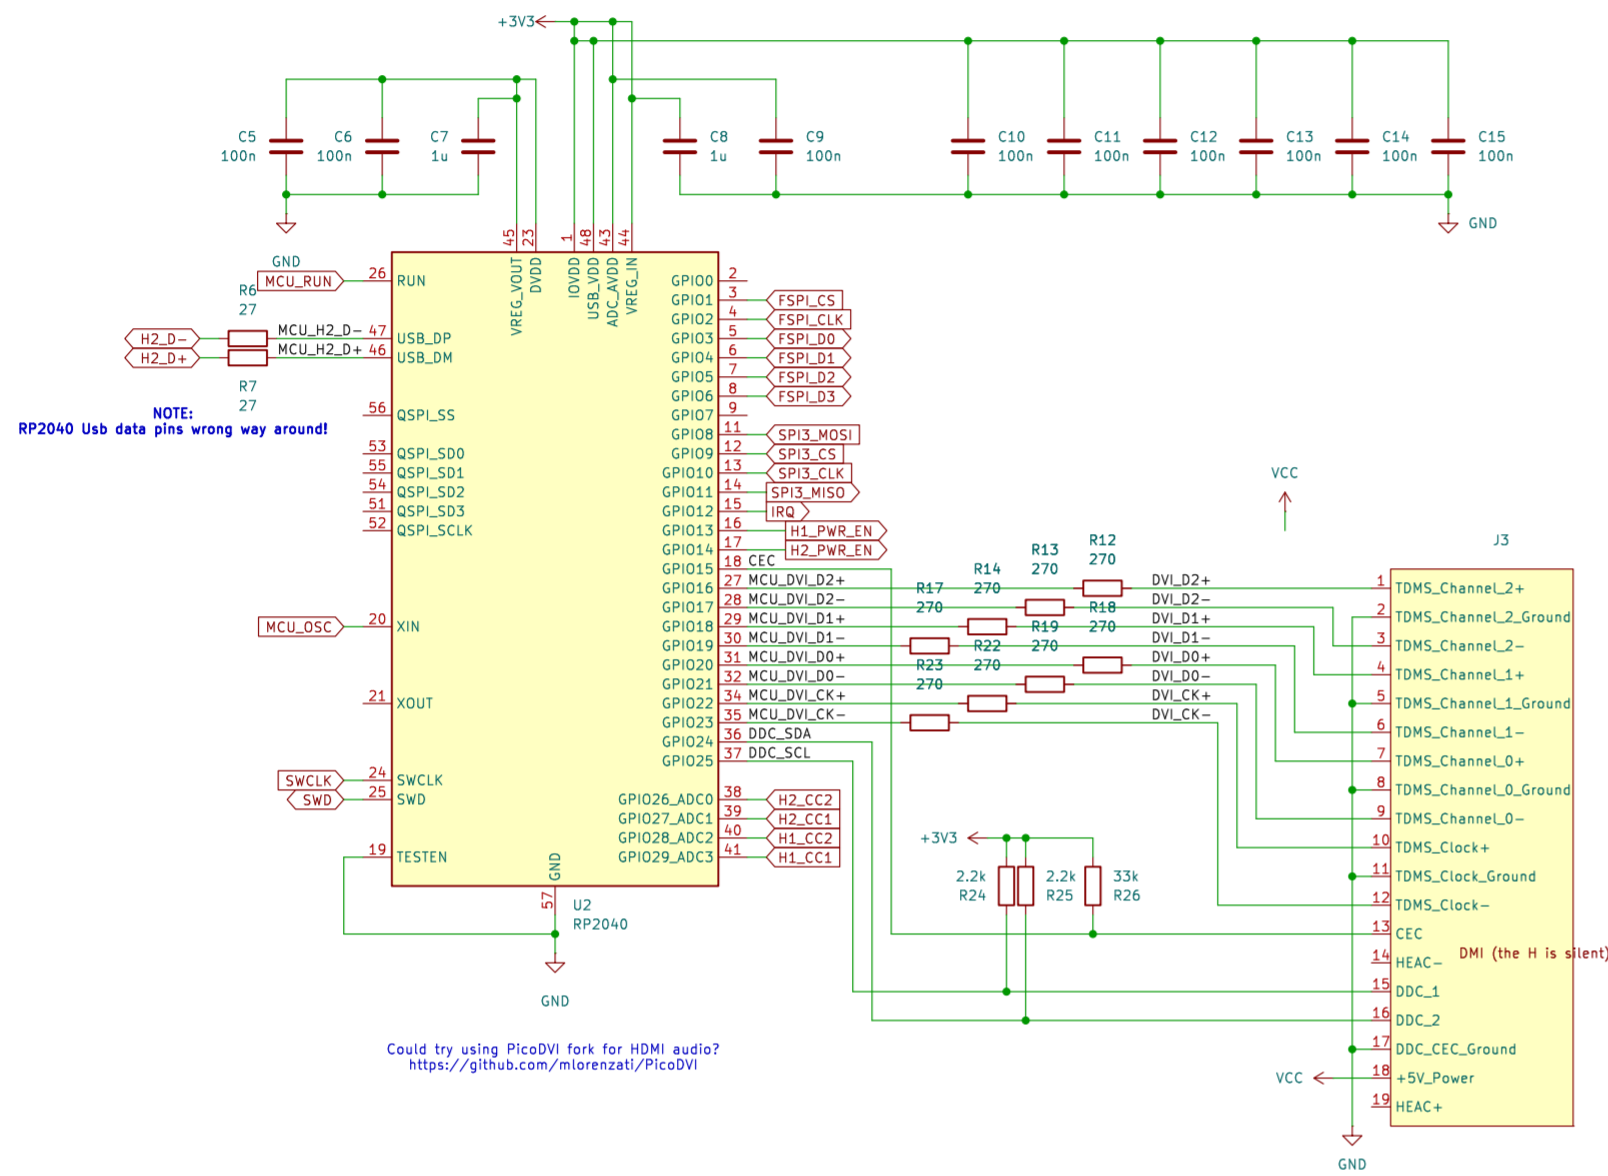 +3V3
C5
100n
C6
100n
C7
1u
C8
1u
C9
100n
C10
100n
C11
100n
C12
100n
C13
100n
C14
100n
C15
100n
GND
GND
45
23
1
48
43
44
VREG_VOUT
DVDD
IOVDD
USB_VDD
ADC_AVDD
VREG_IN
MCU_RUN
26
RUN
R6
27
H2_D-
MCU_H2_D-
47
USB_DP
H2_D+
MCU_H2_D+
46
USB_DM
R7
27
NOTE:
RP2040 Usb data pins wrong way around!
56
QSPI_SS
53
QSPI_SD0
55
QSPI_SD1
54
QSPI_SD2
51
QSPI_SD3
52
QSPI_SCLK
MCU_OSC
20
XIN
21
XOUT
SWCLK
24
SWCLK
SWD
25
SWD
19
TESTEN
GND
57
U2
RP2040
GND
GPIO0
2
GPIO1
3
FSPI_CS
GPIO2
4
FSPI_CLK
GPIO3
5
FSPI_D0
GPIO4
6
FSPI_D1
GPIO5
7
FSPI_D2
GPIO6
8
FSPI_D3
GPIO7
9
GPIO8
11
SPI3_MOSI
GPIO9
12
SPI3_CS
GPIO10
13
SPI3_CLK
GPIO11
14
SPI3_MISO
GPIO12
15
IRQ
GPIO13
16
H1_PWR_EN
GPIO14
17
H2_PWR_EN
GPIO15
18
CEC
GPIO16
27
MCU_DVI_D2+
GPIO17
28
MCU_DVI_D2-
GPIO18
29
MCU_DVI_D1+
GPIO19
30
MCU_DVI_D1-
GPIO20
31
MCU_DVI_D0+
GPIO21
32
MCU_DVI_D0-
GPIO22
34
MCU_DVI_CK+
GPIO23
35
MCU_DVI_CK-
GPIO24
36
DDC_SDA
GPIO25
37
DDC_SCL
GPIO26_ADC0
38
H2_CC2
GPIO27_ADC1
39
H2_CC1
GPIO28_ADC2
40
H1_CC2
GPIO29_ADC3
41
H1_CC1
R12
270
R13
270
R14
270
R17
270
R18
270
R19
270
R22
270
R23
270
DVI_D2+
DVI_D2-
DVI_D1+
DVI_D1-
DVI_D0+
DVI_D0-
DVI_CK+
DVI_CK-
+3V3
2.2k
R24
2.2k
R25
33k
R26
VCC
J3
1
TDMS_Channel_2+
2
TDMS_Channel_2_Ground
3
TDMS_Channel_2-
4
TDMS_Channel_1+
5
TDMS_Channel_1_Ground
6
TDMS_Channel_1-
7
TDMS_Channel_0+
8
TDMS_Channel_0_Ground
9
TDMS_Channel_0-
10
TDMS_Clock+
11
TDMS_Clock_Ground
12
TDMS_Clock-
13
CEC
DMI (the H is silent)
14
HEAC-
15
DDC_1
16
DDC_2
17
DDC_CEC_Ground
VCC
18
+5V_Power
19
HEAC+
GND
Could try using PicoDVI fork for HDMI audio?
https://github.com/mlorenzati/PicoDVI